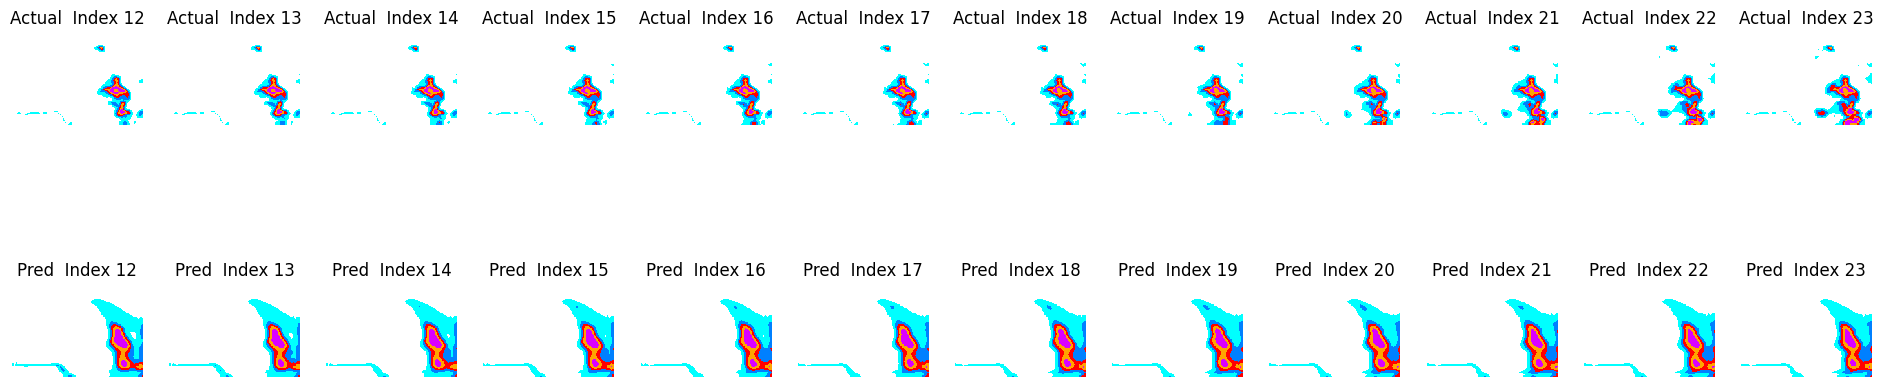 Actual  Index 12 Actual  Index 13 Actual  Index 14 Actual  Index 15 Actual  Index 16 Actual  Index 17 Actual  Index 18 Actual  Index 19 Actual  Index 20 Actual  Index 21 Actual  Index 22 Actual  Index 23
Pred  Index 12 Pred  Index 13 Pred  Index 14 Pred  Index 15 Pred  Index 16 Pred  Index 17 Pred  Index 18 Pred  Index 19 Pred  Index 20 Pred  Index 21 Pred  Index 22 Pred  Index 23